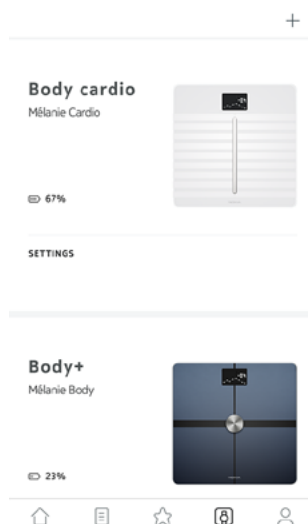 Body cardio
Mélanie Cardio
67%
SETTINGS
Body+
Mélanie Body
23%